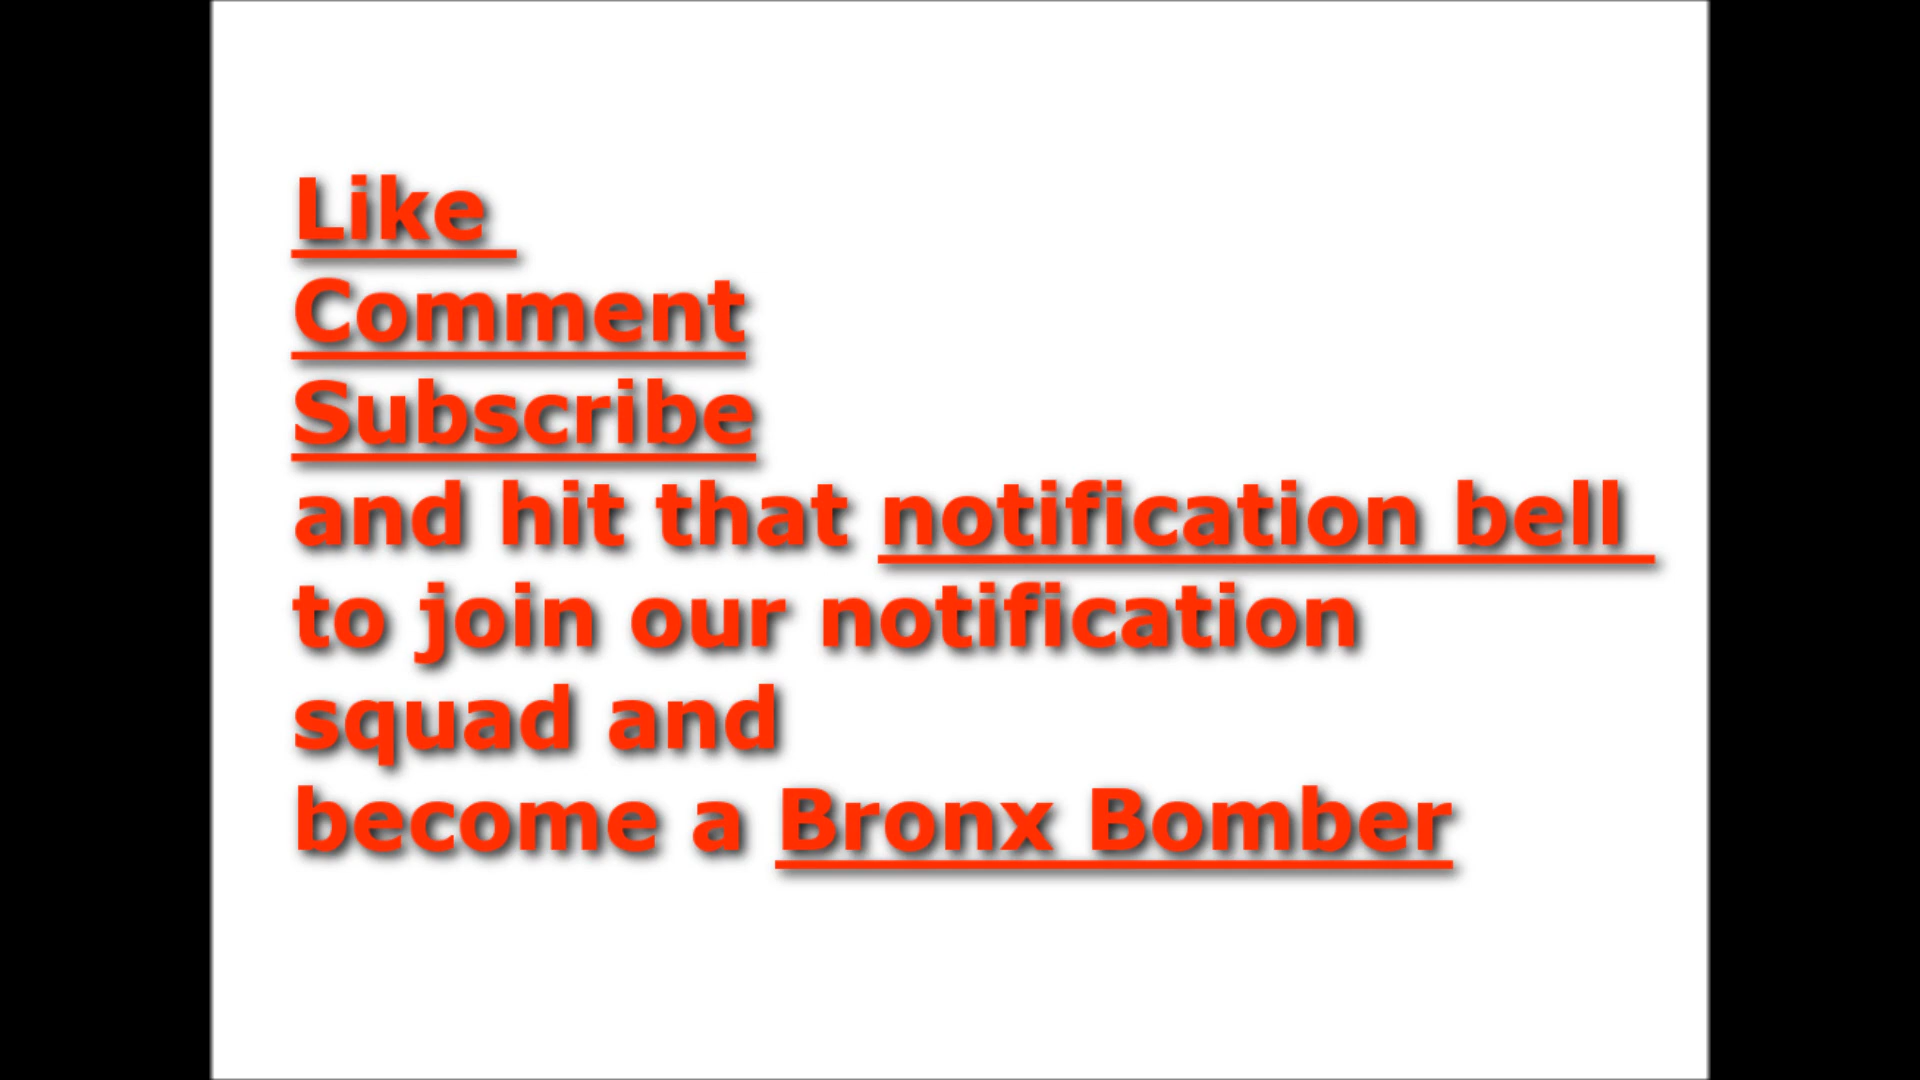 Like
Comment
Subscribe
and hit that notification bell
to join our notification
squad and
become a Bronx Bomber